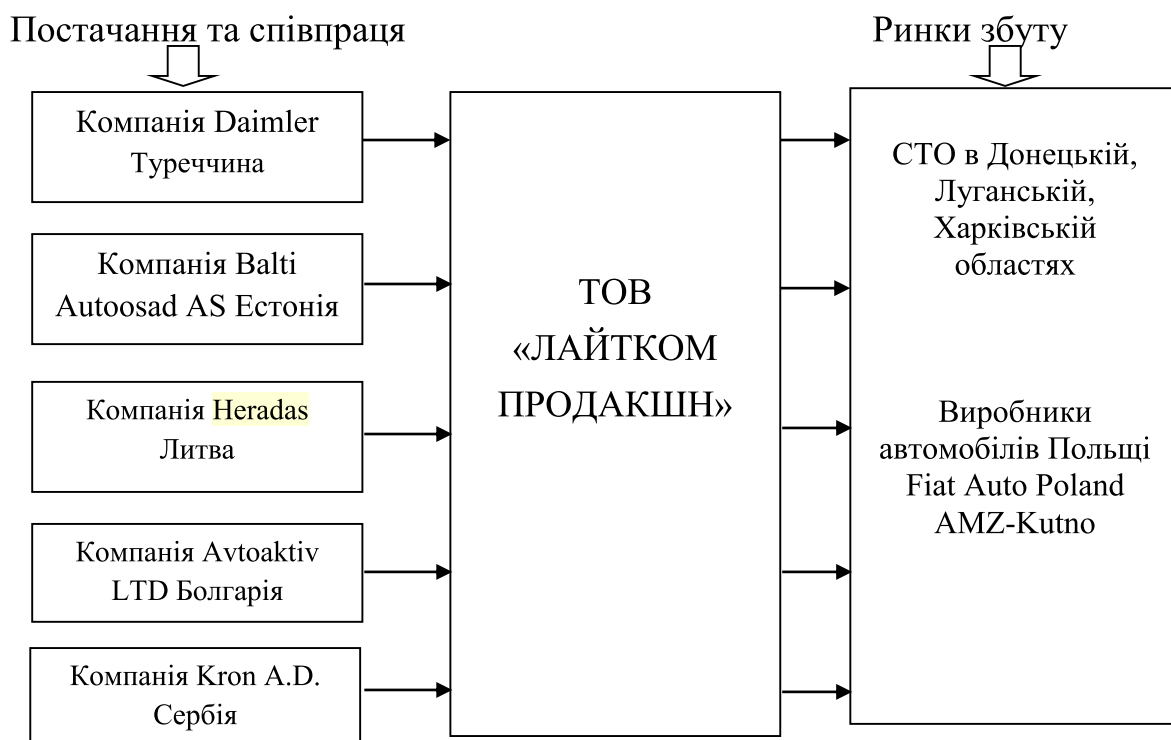 Постачання та співпраця
Ринки збуту
Компанія Daimler
Туреччина
Компанія Balti
Autoosad AS Естонія
Компанія Heradas
Литва
Компанія Avtoaktiv
LTD Болгарія
Компанія Kron A.D.
Сербія
ТОВ
«ЛАЙТКОМ
ПРОДАКШН»
СТО в Донецькій,
Луганській,
Харківській
областях
Виробники
автомобілів Польщі
Fiat Auto Poland
AMZ-Kutno